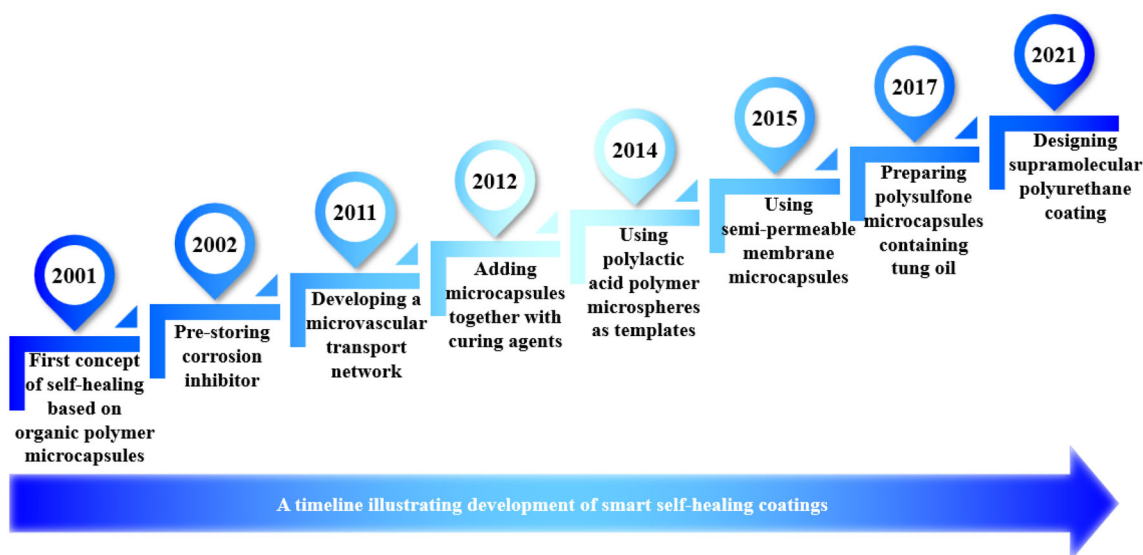 2001
First concept
of self-healing
based on
organic polymer
microcapsules
2002
Pre-storing
corrosion
inhibitor
2011
Developing a
microvascular
transport
network
2012
Adding
microcapsules
together with
curing agents
2014
Using
polylactic
acid polymer
microspheres
as templates
2015
Using
semi-permeable
membrane
microcapsules
2017
Preparing
polysulfone
microcapsules
containing
tung oil
2021
Designing
supramolecular
polyurethane
coating
A timeline illustrating development of smart self-healing coatings